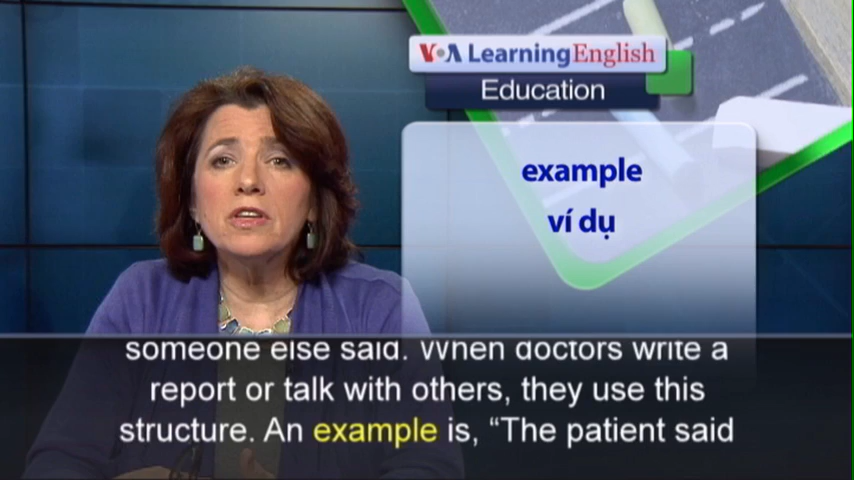 VOA Learning English
Education
example
ví dụ
someone else said. When doctors write a
report or talk with others, they use this
structure. An example is, “The patient said